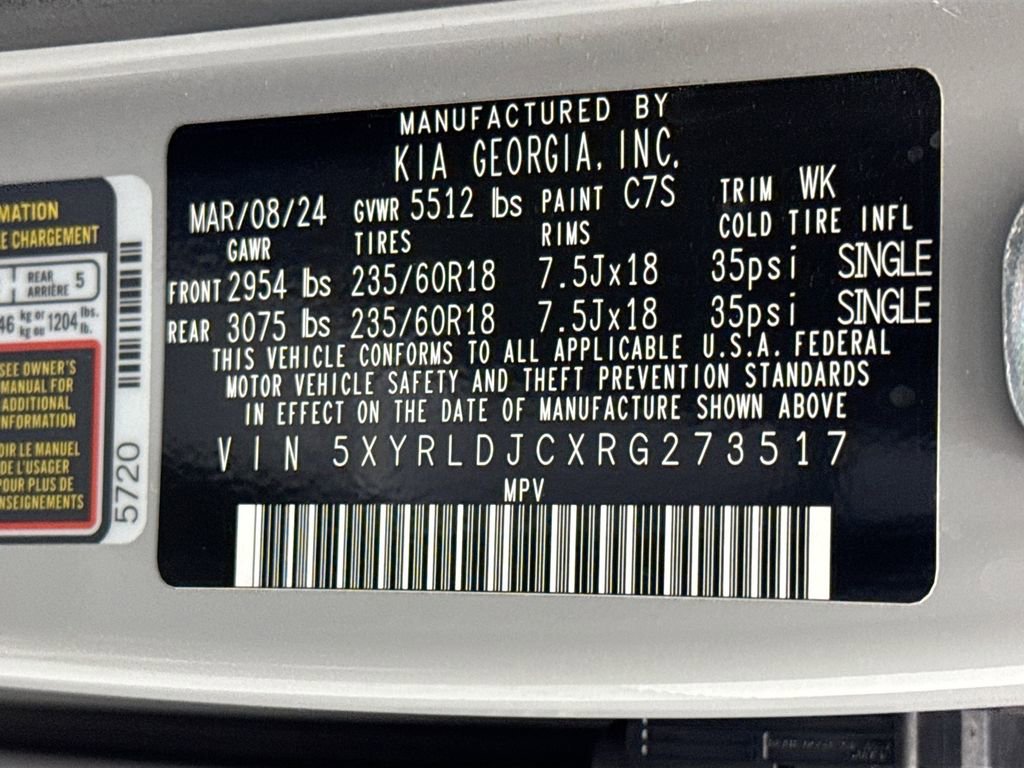 MANUFACTURED BY
KIA GEORGIA, INC.
MAR/08/24 GVWR 5512 lbs PAINT C7S TRIM WK
GAWR TIRES RIMS COLD TIRE INFL
FRONT 2954 lbs 235/60R18 7.5Jx18 35psi SINGLE
REAR 3075 lbs 235/60R18 7.5Jx18 35psi SINGLE
THIS VEHICLE CONFORMS TO ALL APPLICABLE U.S.A. FEDERAL
MOTOR VEHICLE SAFETY AND THEFT PREVENTION STANDARDS
IN EFFECT ON THE DATE OF MANUFACTURE SHOWN ABOVE
VIN 5XYRLDJCXRG273517
MPV
MATION
E CHARGEMENT
REAR
ARRIÈRE 5
46 kg or 1204 lbs.
kg ou lb.
SEE OWNER'S
MANUAL FOR
ADDITIONAL
INFORMATION
OIR LE MANUEL
DE L'USAGER
POUR PLUS DE
NSEIGNEMENTS
5720